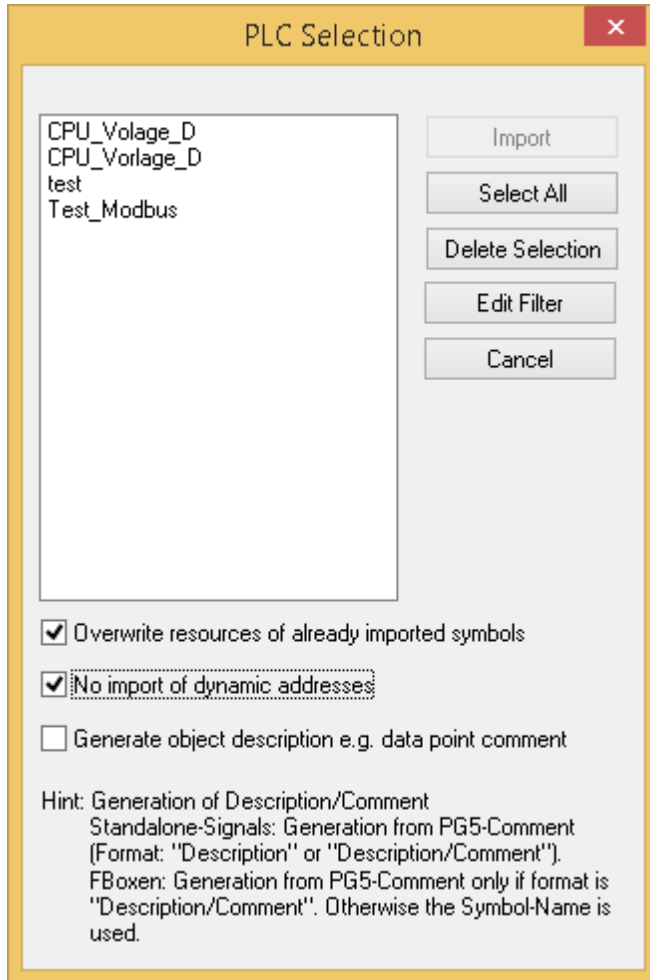 PLC Selection
CPU_Volage_D
CPU_Vorlage_D
test
Test_Modbus
Import
Select All
Delete Selection
Edit Filter
Cancel
Overwrite resources of already imported symbols
No import of dynamic addresses
Generate object description e.g. data point comment
Hint: Generation of Description/Comment
Standalone-Signals: Generation from PG5-Comment
(Format: "Description" or "Description/Comment").
FBoxen: Generation from PG5-Comment only if format is
"Description/Comment". Otherwise the Symbol-Name is
used.